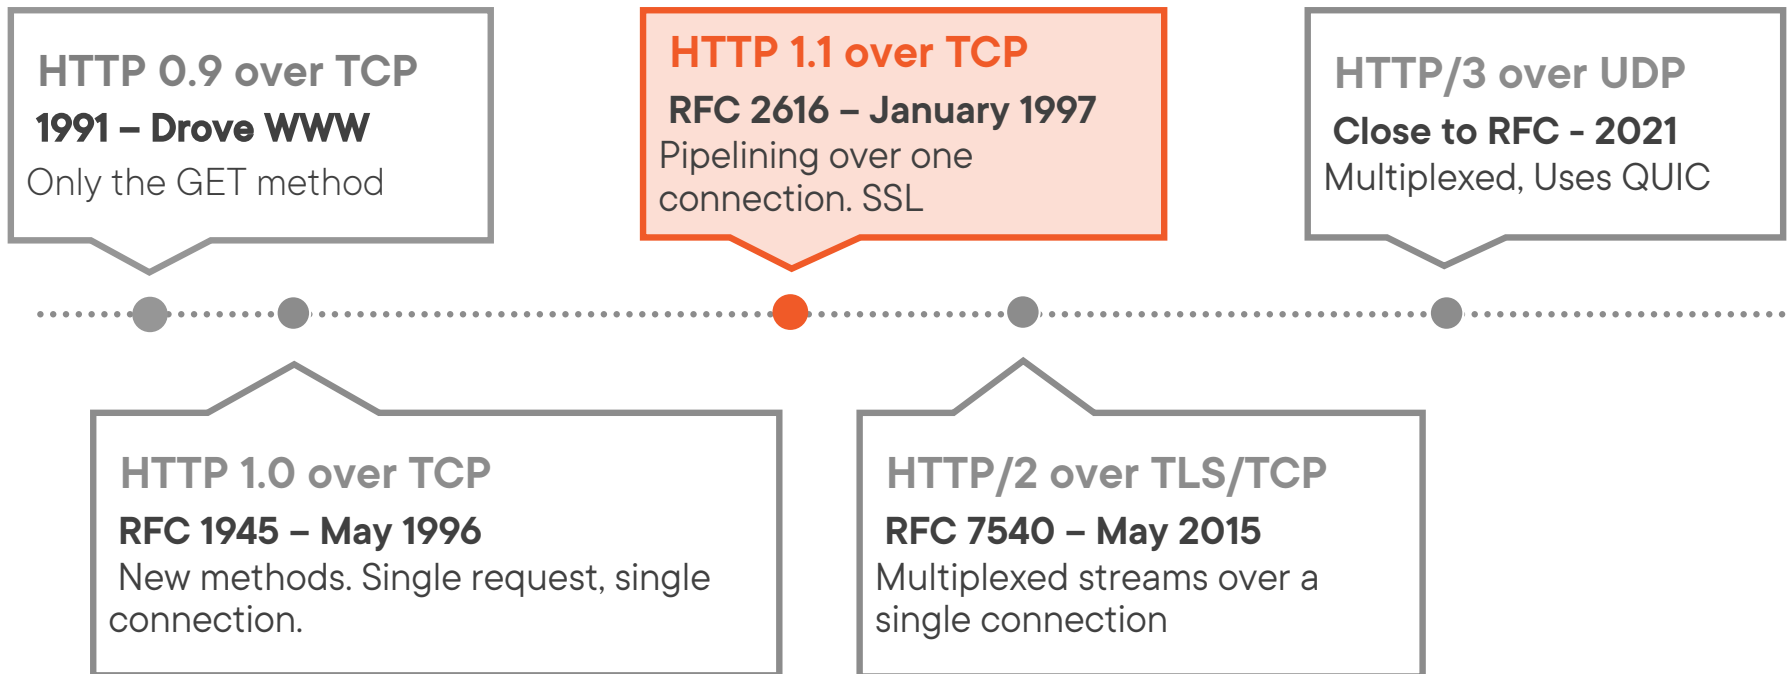 HTTP 0.9 over TCP
1991 – Drove WWW
Only the GET method
HTTP 1.1 over TCP
RFC 2616 – January 1997
Pipelining over one
connection. SSL
HTTP/3 over UDP
Close to RFC - 2021
Multiplexed, Uses QUIC
HTTP 1.0 over TCP
RFC 1945 – May 1996
New methods. Single request, single
connection.
HTTP/2 over TLS/TCP
RFC 7540 – May 2015
Multiplexed streams over a
single connection